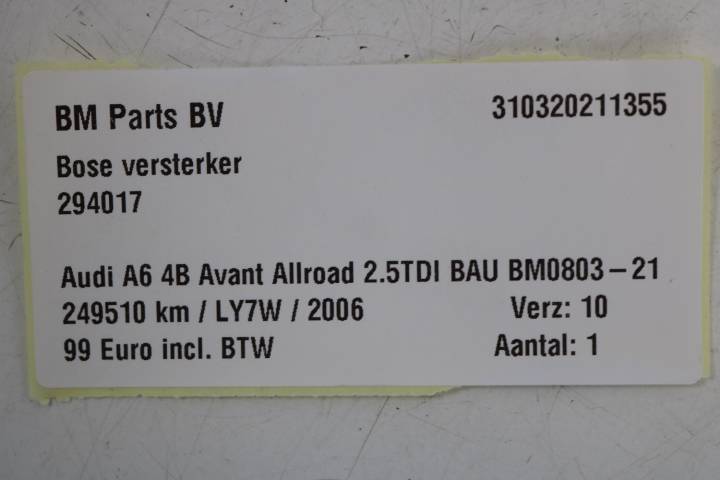 BM Parts BV 310320211355
Bose versterker
294017
Audi A6 4B Avant Allroad 2.5TDI BAU BM0803-21
249510 km / LY7W / 2006 Verz: 10
99 Euro incl. BTW Aantal: 1